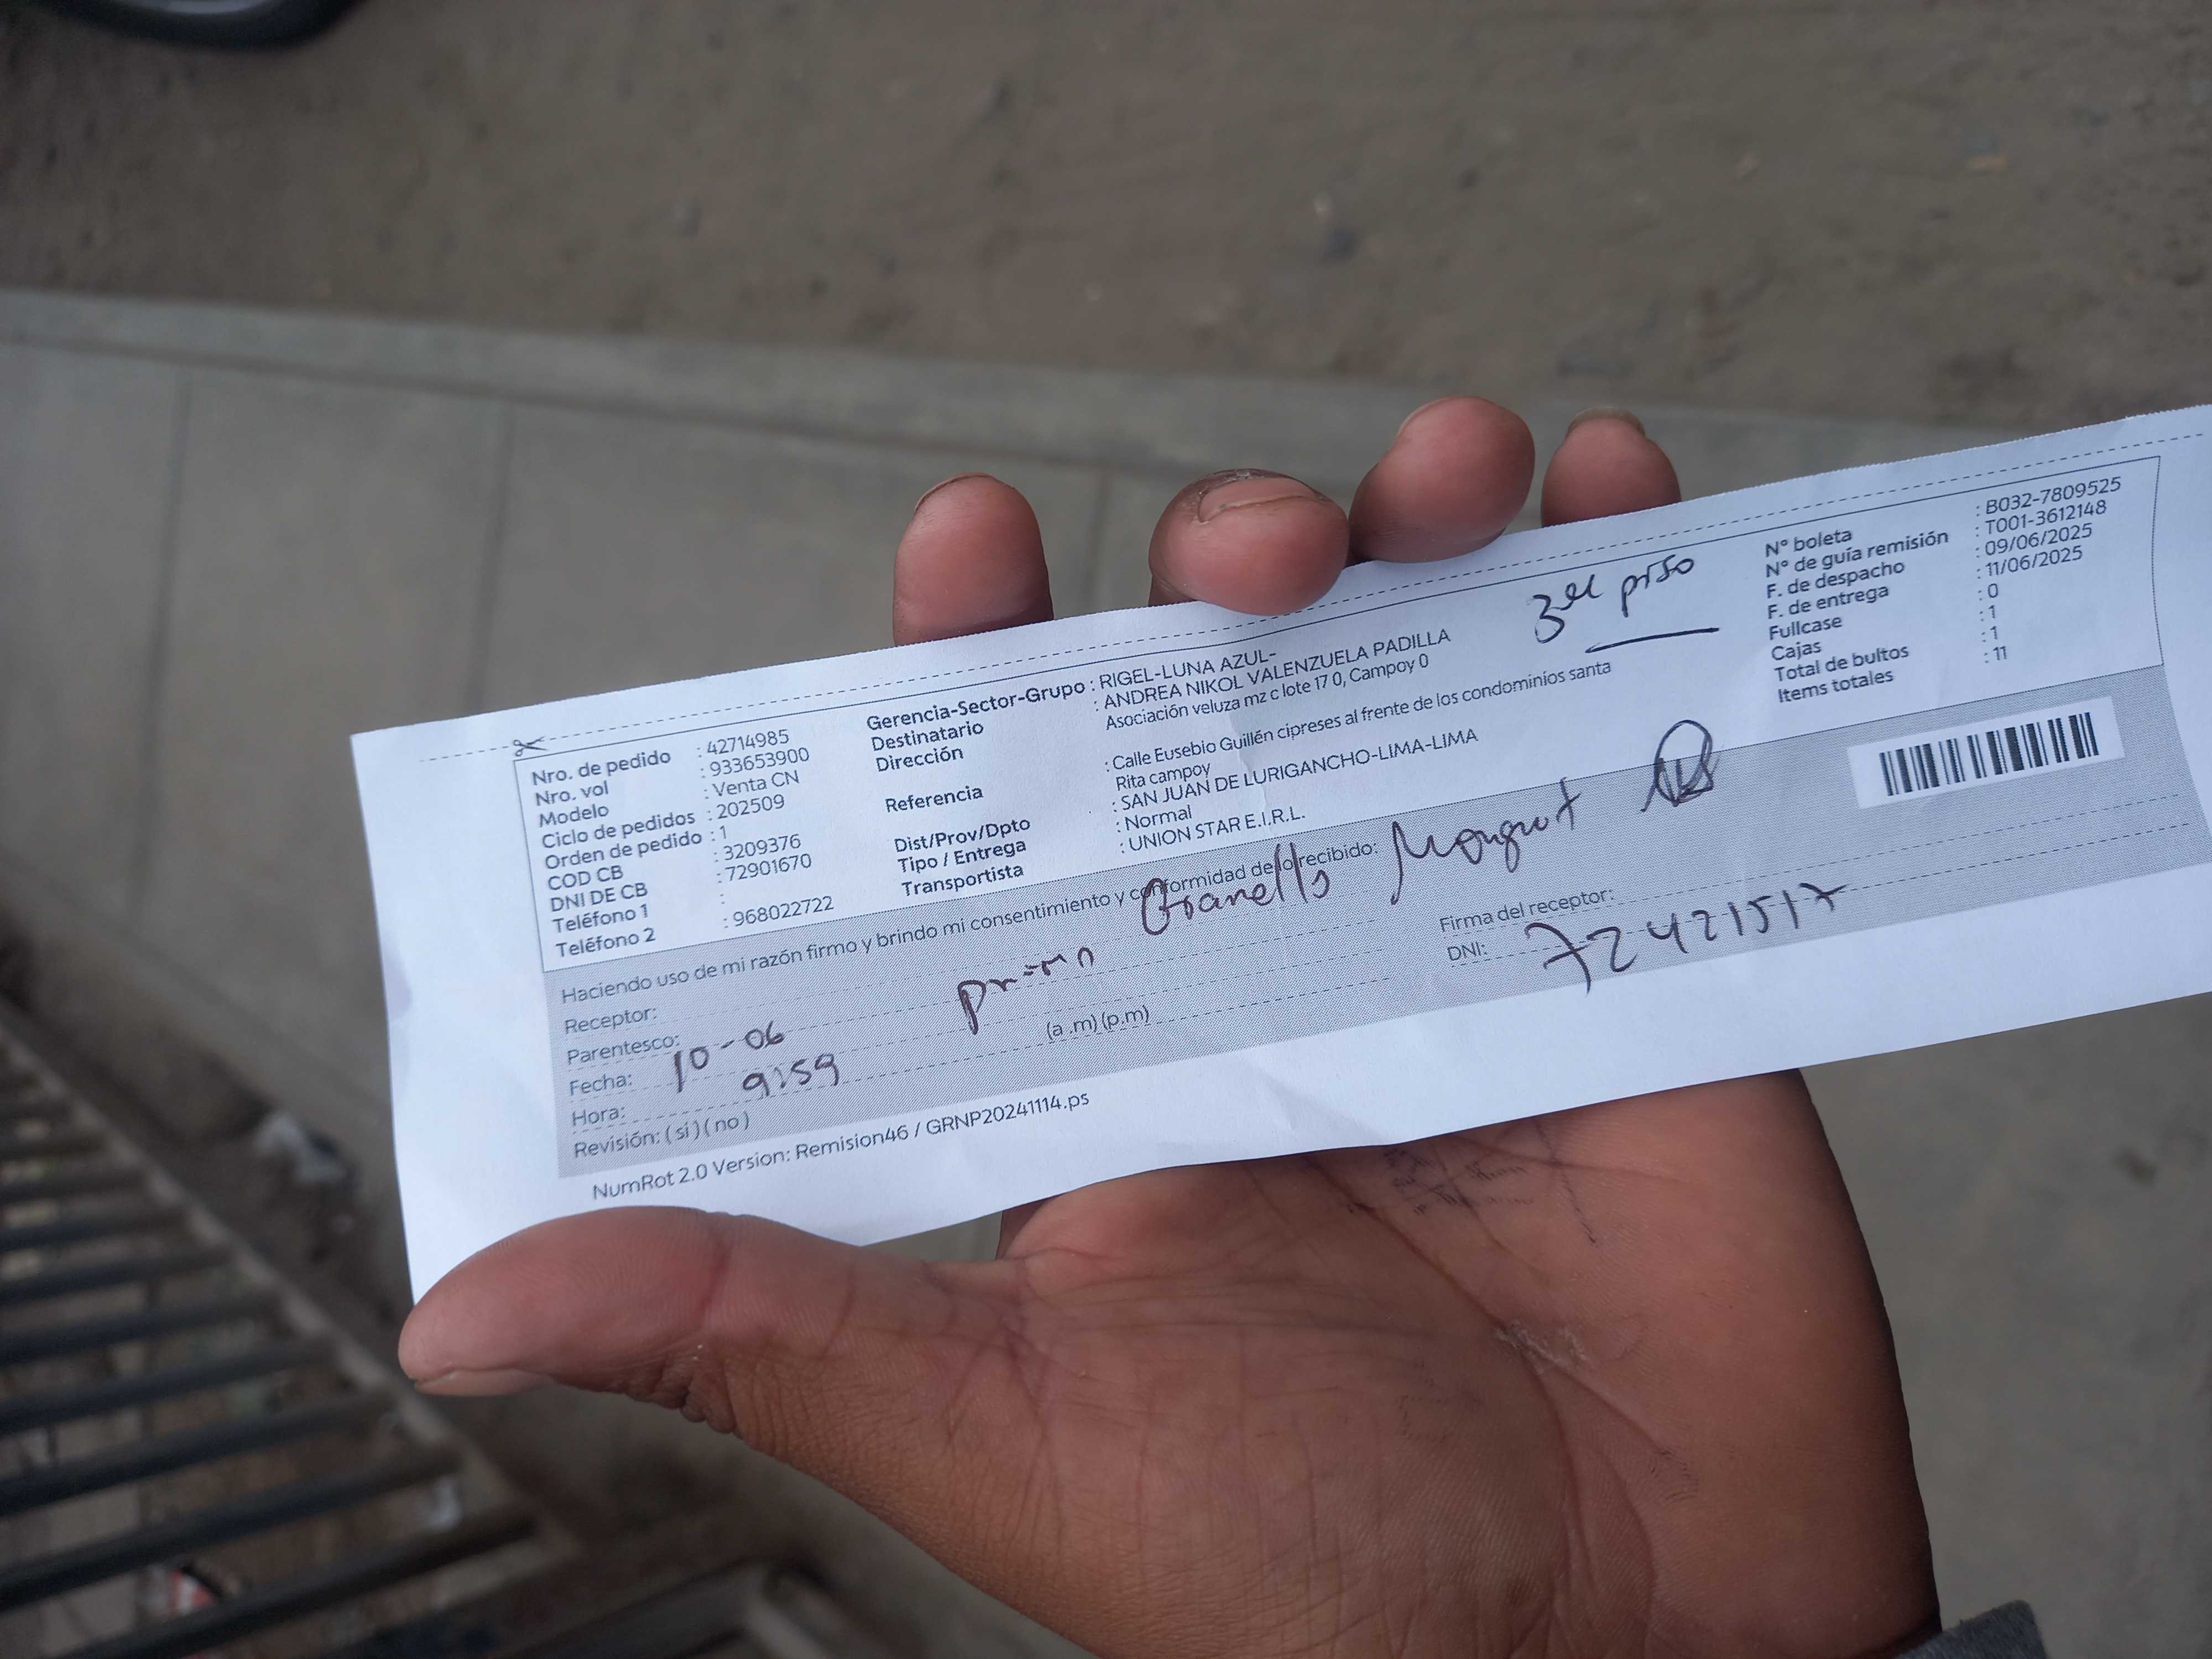 Nro. de pedido : 42714985
Nro. vol : 933653900
Modelo : Venta CN
Ciclo de pedidos : 202509
Orden de pedido : 1
COD CB : 3209376
DNI DE CB : 72901670
Teléfono 1 :
Teléfono 2 : 968022722
Gerencia-Sector-Grupo : RIGEL-LUNA AZUL-
Destinatario : ANDREA NIKOL VALENZUELA PADILLA
Dirección Asociación veluza mz c lote 17 0, Campoy 0
Referencia : Calle Eusebio Guillén cipreses al frente de los condominios santa
Rita campoy
Dist/Prov/Dpto : SAN JUAN DE LURIGANCHO-LIMA-LIMA
Tipo / Entrega : Normal
Transportista : UNION STAR E.I.R.L.
3er piso
N° boleta : B032-7809525
N° de guía remisión : T001-3612148
F. de despacho : 09/06/2025
F. de entrega : 11/06/2025
Fullcase : 0
Cajas : 1
Total de bultos : 1
Items totales : 11
Haciendo uso de mi razón firmo y brindo mi consentimiento y conformidad de lo recibido:
Receptor:
Parentesco: primo
Fecha: 10-06
Hora: 9:59 (a .m) (p.m)
Revisión: ( si ) ( no )
Firma del receptor:
DNI: 72421517
NumRot 2.0 Version: Remision46 / GRNP20241114.ps